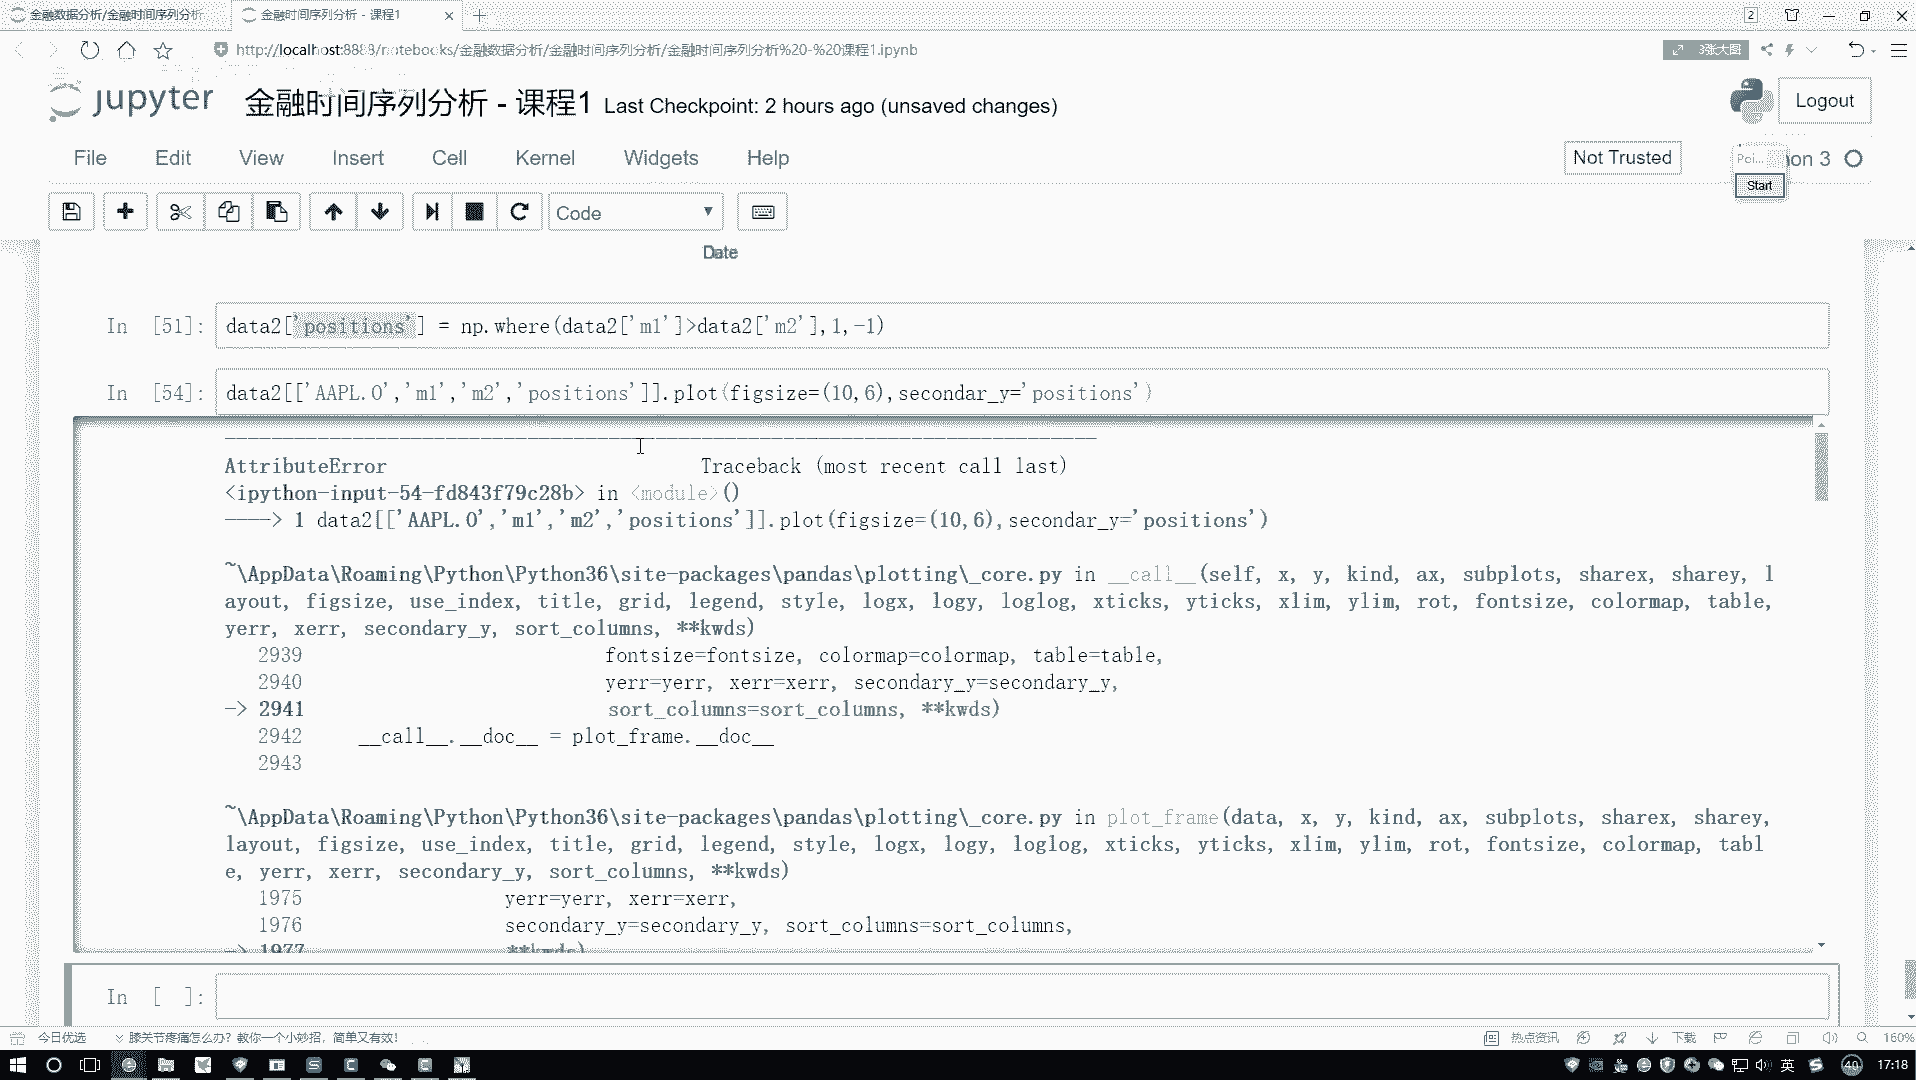 金融数据分析/金融时间序列分析
金融时间序列分析 - 课程1
2
http://localhost:8888/notebooks/金融数据分析/金融时间序列分析/金融时间序列分析%20-%20课程1.ipynb
3张大图
jupyter
金融时间序列分析 - 课程1 Last Checkpoint: 2 hours ago (unsaved changes)
Logout
File Edit View Insert Cell Kernel Widgets Help
Not Trusted
Poi...
on 3
Start
Code
Date
In [51]: data2['positions'] = np.where(data2['m1']>data2['m2'],1,-1)
In [54]: data2[['AAPL.O','m1','m2','positions']].plot(figsize=(10,6),secondar_y='positions')
---------------------------------------------------------------------------
AttributeError Traceback (most recent call last)
<ipython-input-54-fd843f79c28b> in <module>()
----> 1 data2[['AAPL.O','m1','m2','positions']].plot(figsize=(10,6),secondar_y='positions')
~\AppData\Roaming\Python\Python36\site-packages\pandas\plotting\_core.py in __call__(self, x, y, kind, ax, subplots, sharex, sharey, l
ayout, figsize, use_index, title, grid, legend, style, logx, logy, loglog, xticks, yticks, xlim, ylim, rot, fontsize, colormap, table,
yerr, xerr, secondary_y, sort_columns, **kwds)
2939 fontsize=fontsize, colormap=colormap, table=table,
2940 yerr=yerr, xerr=xerr, secondary_y=secondary_y,
-> 2941 sort_columns=sort_columns, **kwds)
2942 __call__.__doc__ = plot_frame.__doc__
2943
~\AppData\Roaming\Python\Python36\site-packages\pandas\plotting\_core.py in plot_frame(data, x, y, kind, ax, subplots, sharex, sharey,
layout, figsize, use_index, title, grid, legend, style, logx, logy, loglog, xticks, yticks, xlim, ylim, rot, fontsize, colormap, tabl
e, yerr, xerr, secondary_y, sort_columns, **kwds)
1975 yerr=yerr, xerr=xerr,
1976 secondary_y=secondary_y, sort_columns=sort_columns,
-> 1977 **kwds)
In [ ]:
今日优选
膝关节疼痛怎么办？教你一个小妙招，简单又有效！
热点资讯
下载
160%
英
40
17:18